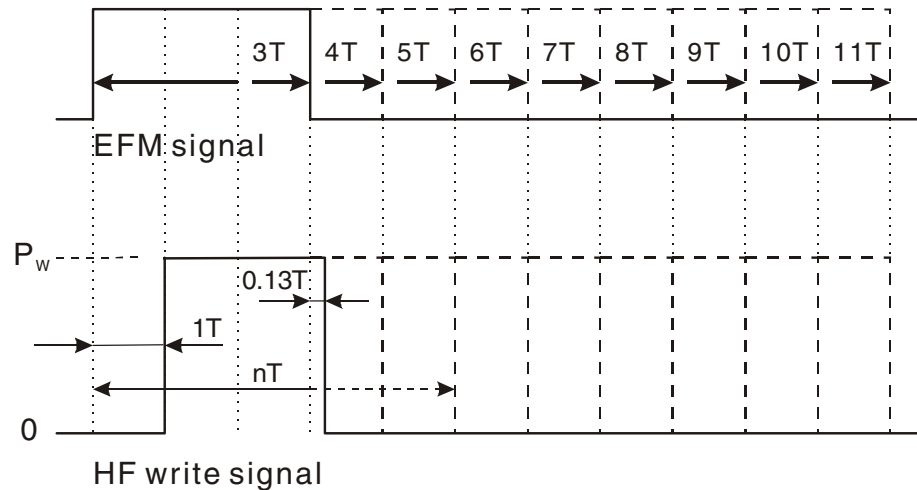 3T 4T 5T 6T 7T 8T 9T 10T 11T
EFM signal
Pw
0.13T
1T
nT
0
HF write signal